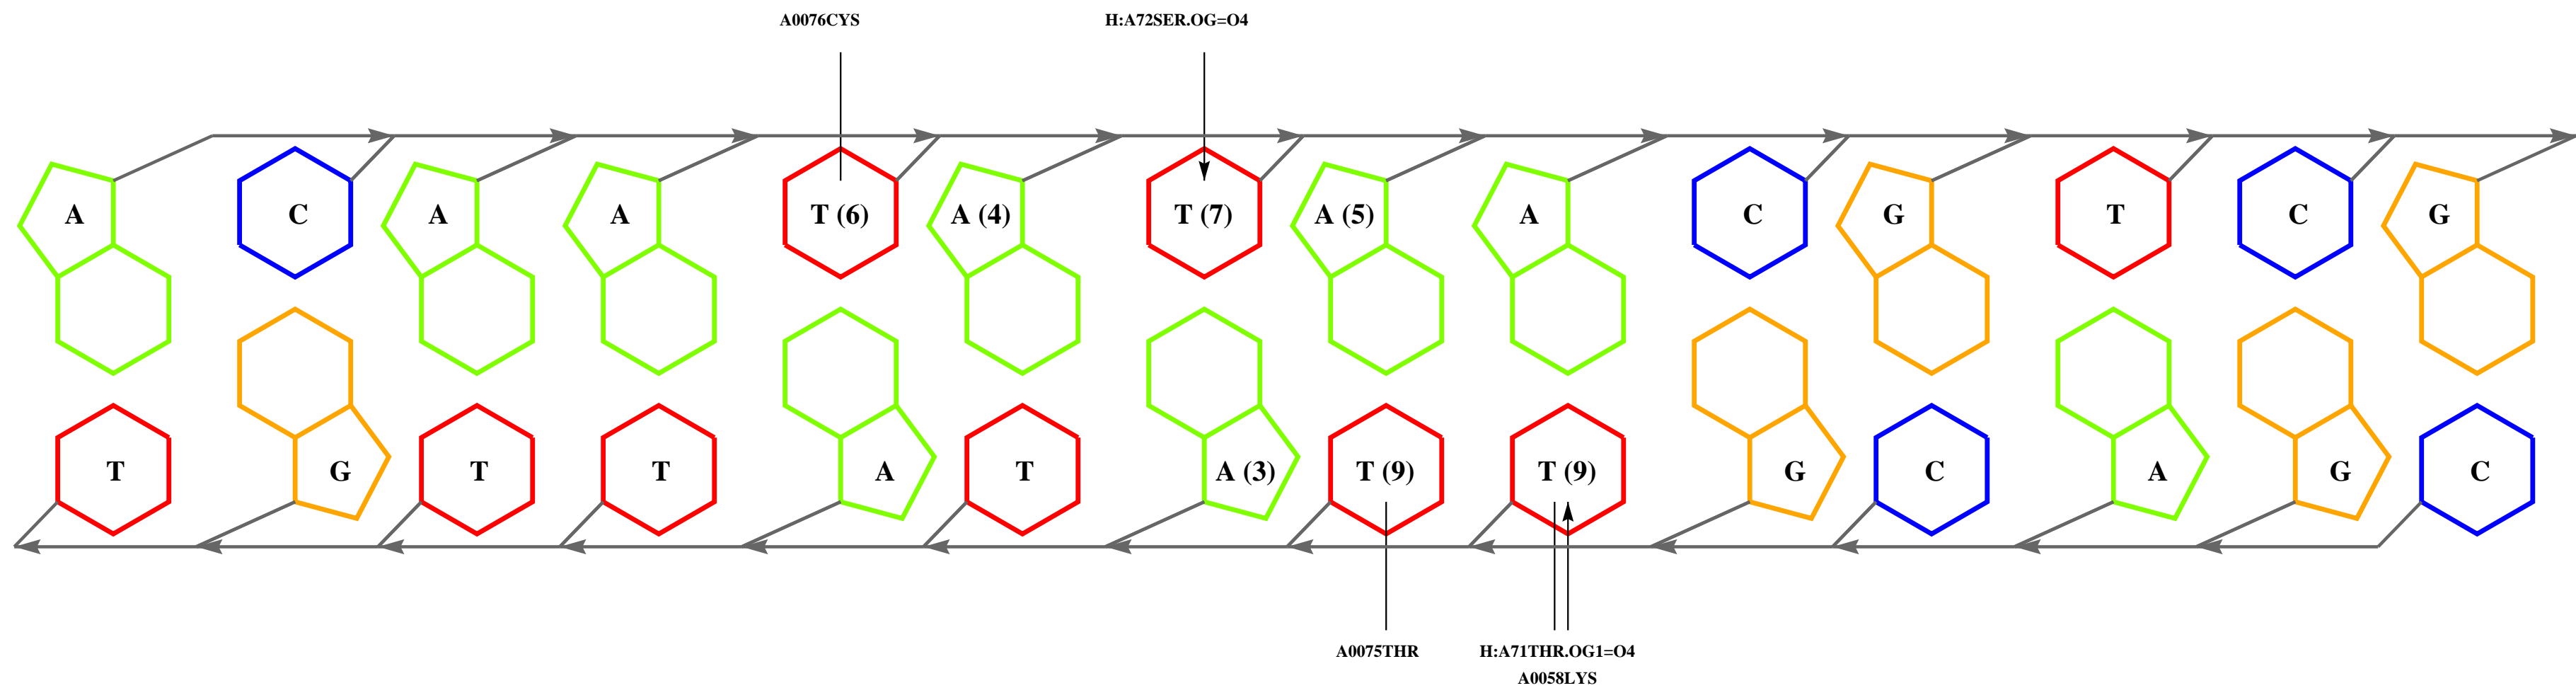 A0076CYS H:A72SER.OG=O4
A C A A T (6) A (4) T (7) A (5) A C G T C G
T G T T A T A (3) T (9) T (9) G C A G C
A0075THR H:A71THR.OG1=O4
A0058LYS